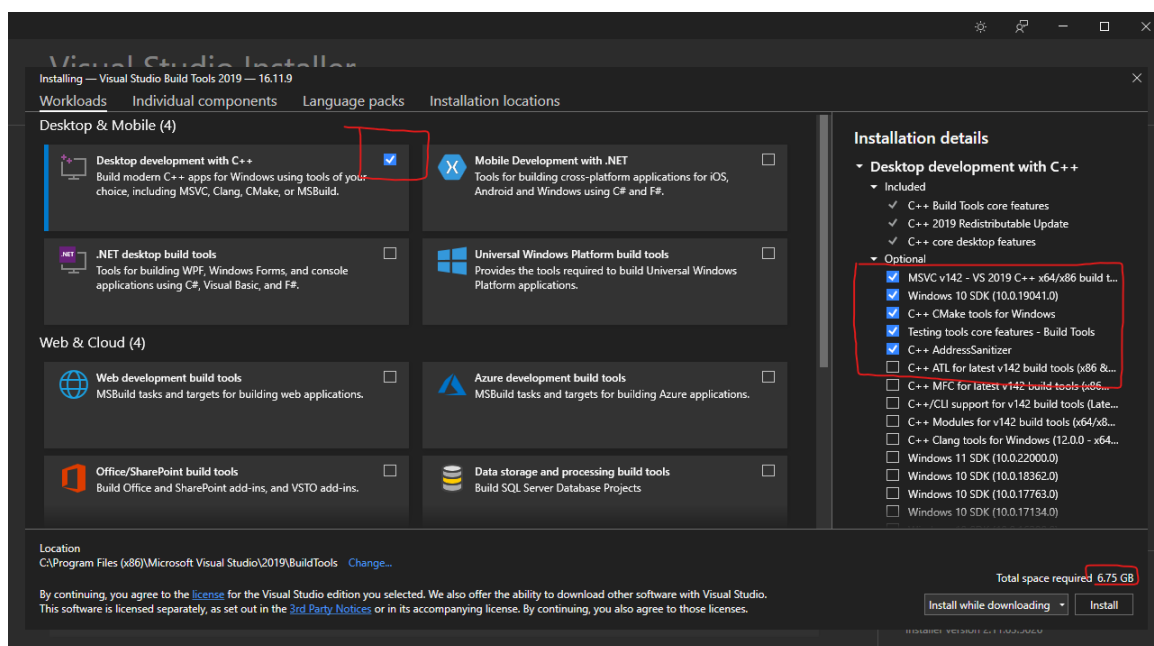 Visual Studio Installer
Installing — Visual Studio Build Tools 2019 — 16.11.9
Workloads Individual components Language packs Installation locations
Desktop & Mobile (4)
Desktop development with C++
Build modern C++ apps for Windows using tools of your
choice, including MSVC, Clang, CMake, or MSBuild.
Mobile Development with .NET
Tools for building cross-platform applications for iOS,
Android and Windows using C# and F#.
.NET
.NET desktop build tools
Tools for building WPF, Windows Forms, and console
applications using C#, Visual Basic, and F#.
Universal Windows Platform build tools
Provides the tools required to build Universal Windows
Platform applications.
Web & Cloud (4)
Web development build tools
MSBuild tasks and targets for building web applications.
Azure development build tools
MSBuild tasks and targets for building Azure applications.
Office/SharePoint build tools
Build Office and SharePoint add-ins, and VSTO add-ins.
Data storage and processing build tools
Build SQL Server Database Projects
Installation details
Desktop development with C++
Included
C++ Build Tools core features
C++ 2019 Redistributable Update
C++ core desktop features
Optional
MSVC v142 - VS 2019 C++ x64/x86 build t...
Windows 10 SDK (10.0.19041.0)
C++ CMake tools for Windows
Testing tools core features - Build Tools
C++ AddressSanitizer
C++ ATL for latest v142 build tools (x86 &...
C++ MFC for latest v142 build tools (x86...
C++/CLI support for v142 build tools (Late...
C++ Modules for v142 build tools (x64/x8...
C++ Clang tools for Windows (12.0.0 - x64...
Windows 11 SDK (10.0.22000.0)
Windows 10 SDK (10.0.18362.0)
Windows 10 SDK (10.0.17763.0)
Windows 10 SDK (10.0.17134.0)
Location
C:\Program Files (x86)\Microsoft Visual Studio\2019\BuildTools Change...
By continuing, you agree to the license for the Visual Studio edition you selected. We also offer the ability to download other software with Visual Studio.
This software is licensed separately, as set out in the 3rd Party Notices or in its accompanying license. By continuing, you also agree to those licenses.
Total space required 6.75 GB
Install while downloading Install